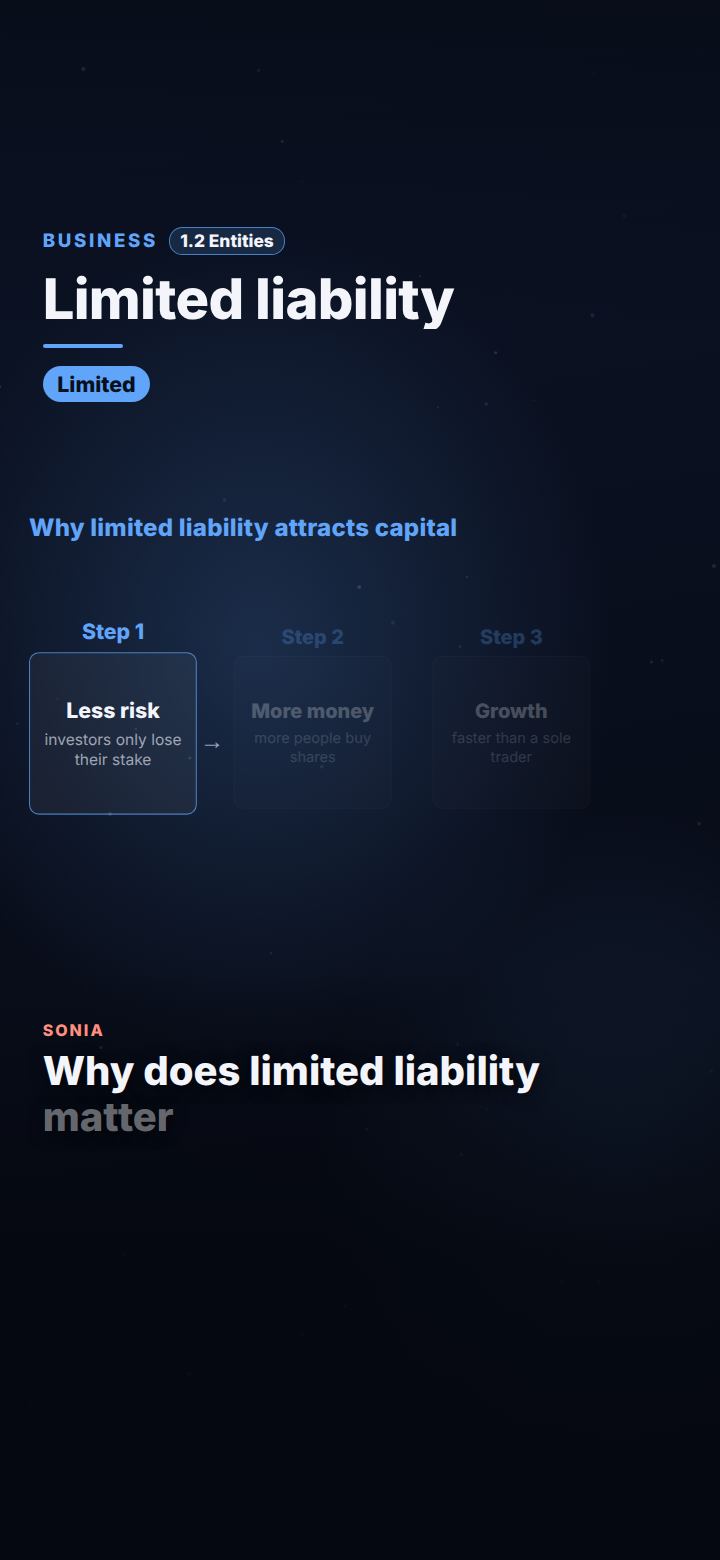 BUSINESS 1.2 Entities
Limited liability
Limited
Why limited liability attracts capital
Step 1
Less risk
investors only lose
their stake
→
Step 2
More money
more people buy
shares
Step 3
Growth
faster than a sole
trader
SONIA
Why does limited liability
matter